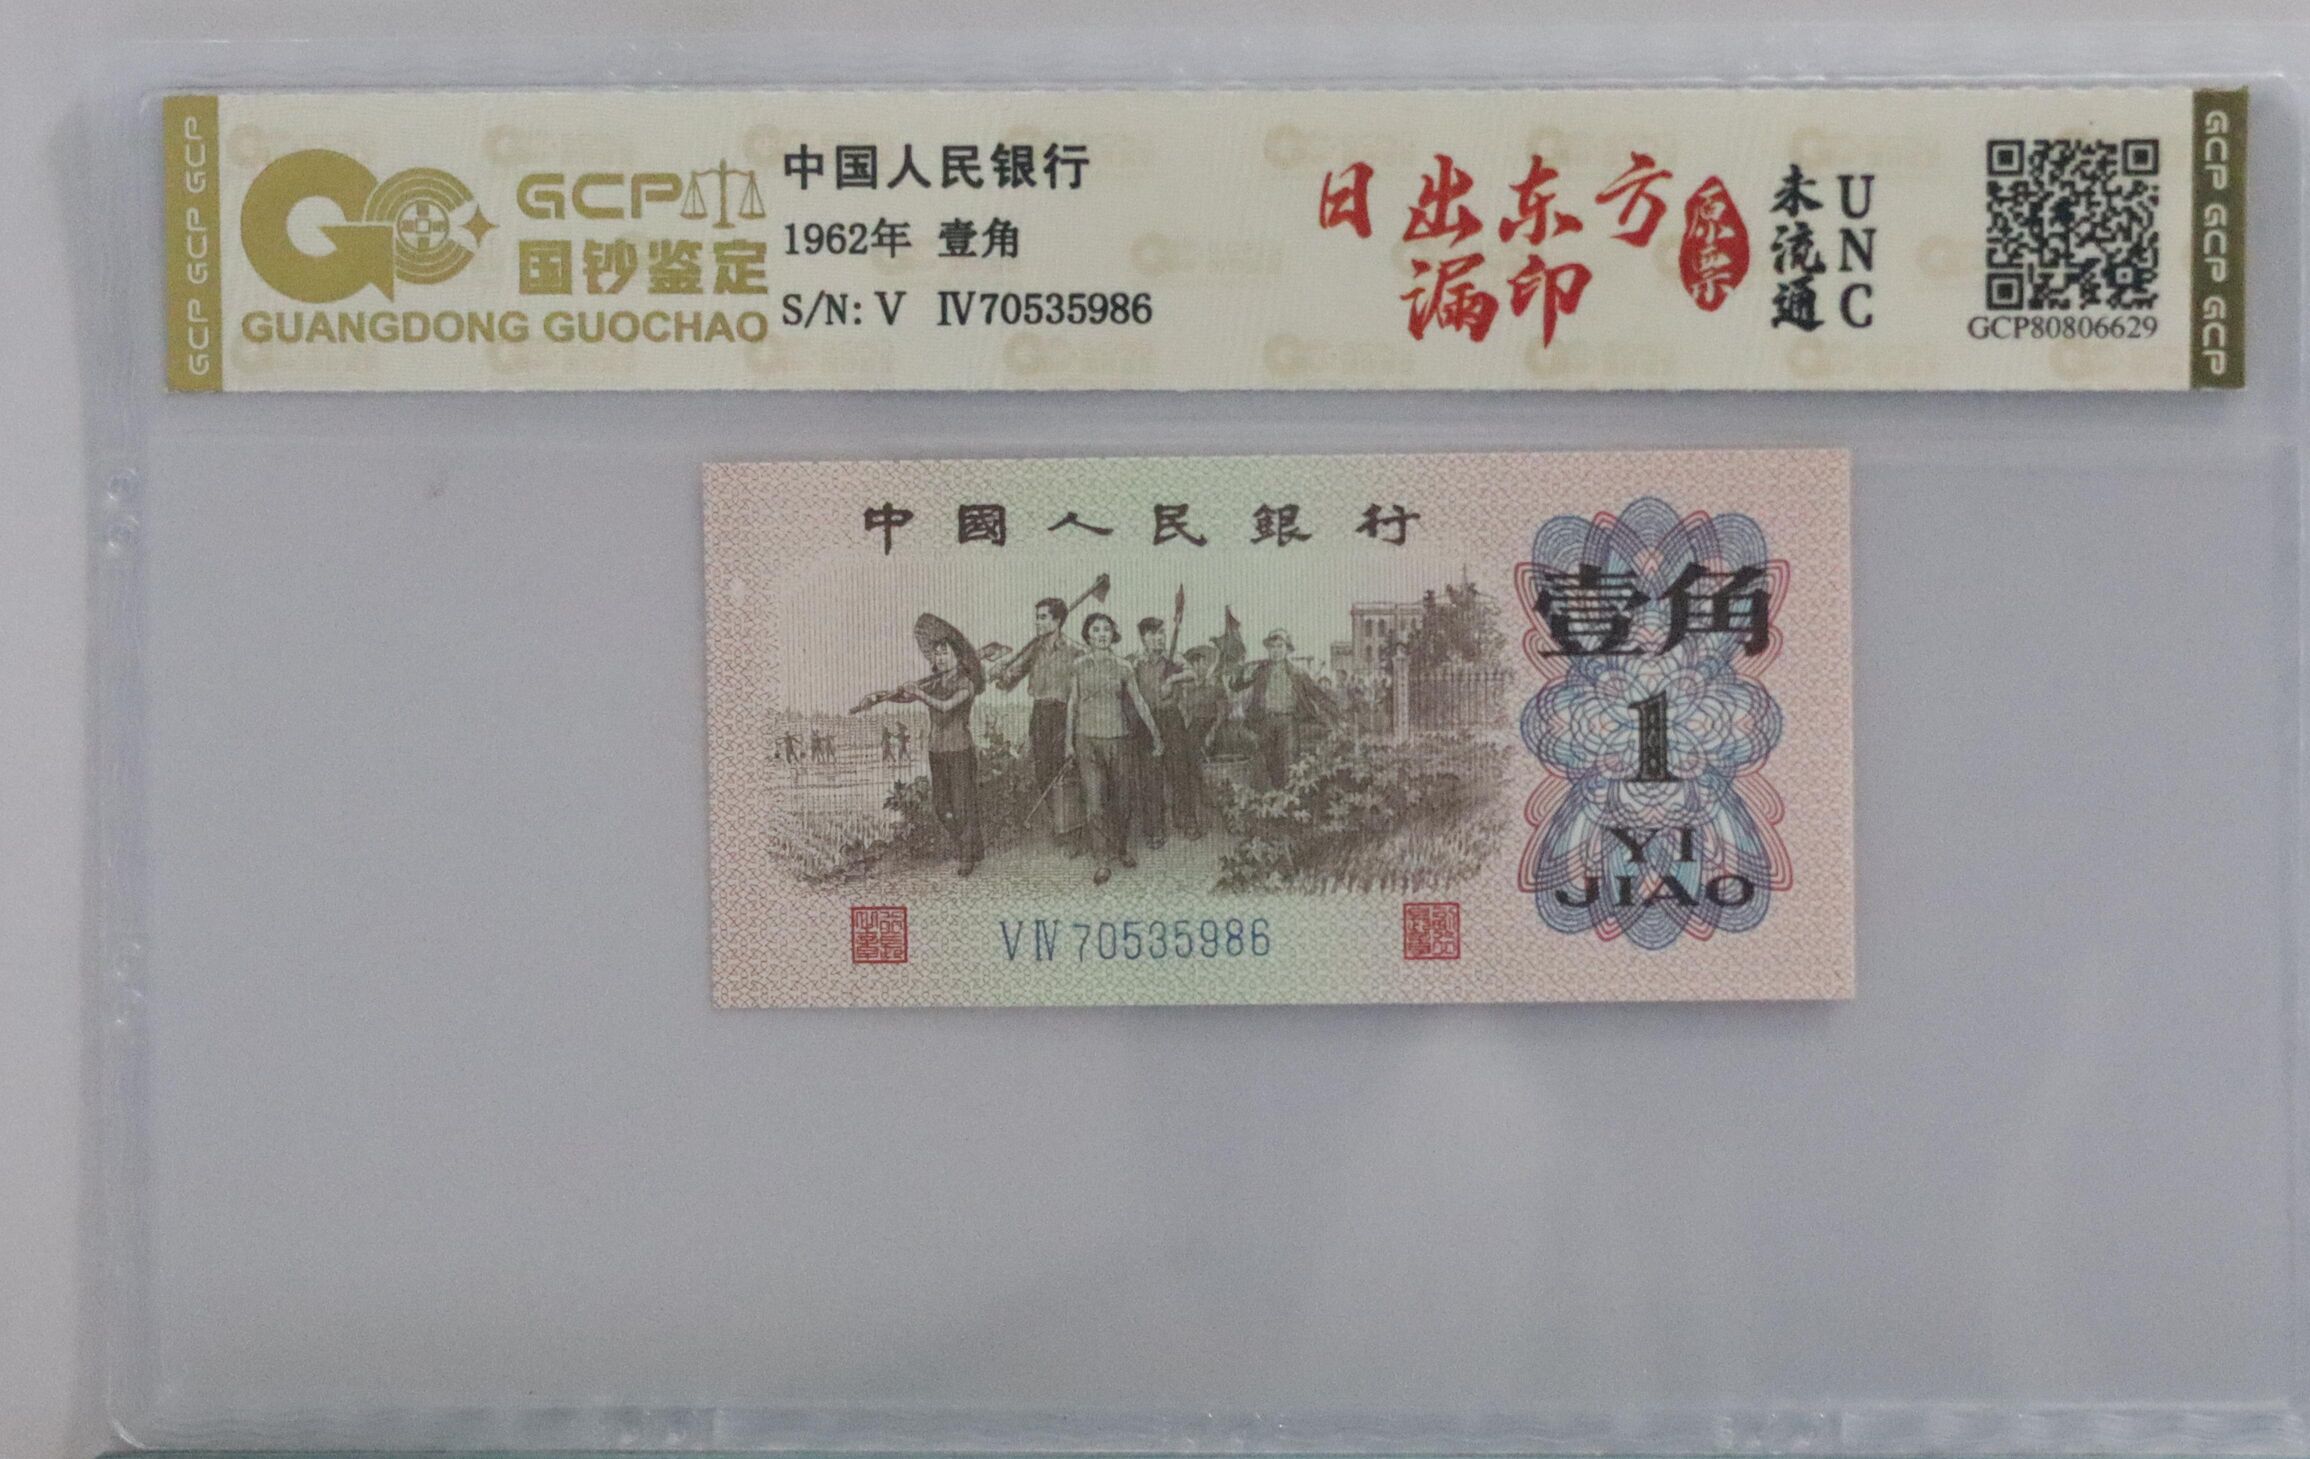 GCP GCP GCP
GCP
国钞鉴定
GUANGDONG GUOCHAO
中国人民银行
1962年 壹角
S/N: V Ⅳ70535986
日出东方
漏印
原票
未流通
UNC
GCP80806629
GCP GCP GCP
中國人民銀行
壹角
1
YI
JIAO
VⅣ70535986